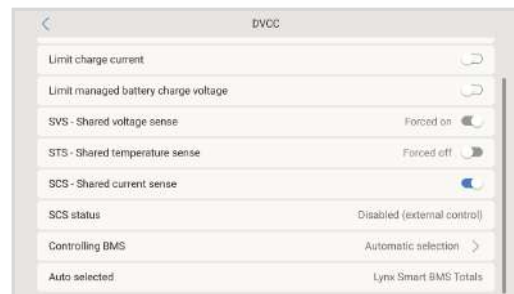 DVCC
Limit charge current
Limit managed battery charge voltage
SVS - Shared voltage sense Forced on
STS - Shared temperature sense Forced off
SCS - Shared current sense
SCS status Disabled (external control)
Controlling BMS Automatic selection
Auto selected Lynx Smart BMS Totals